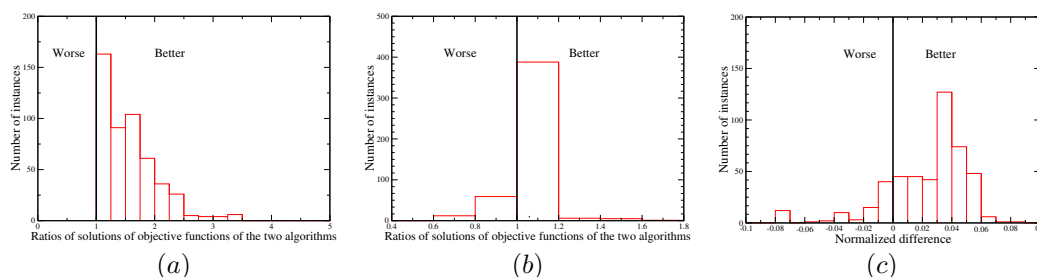 200
150
100
50
0
Number of instances
Worse
Better
0 1 2 3 4 5
Ratios of solutions of objective functions of the two algorithms
(a)
500
400
300
200
100
0
Number of instances
Worse
Better
0.4 0.6 0.8 1 1.2 1.4 1.6 1.8
Ratios of solutions of objective functions of the two algorithms
(b)
200
150
100
50
0
Number of instances
Worse
Better
-0.1 -0.08 -0.06 -0.04 -0.02 0 0.02 0.04 0.06 0.08
Normalized difference
(c)